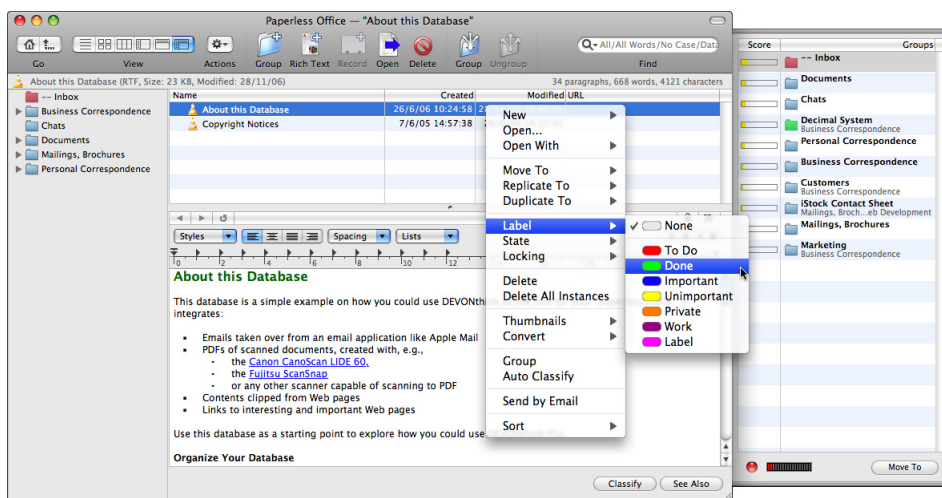 Paperless Office — "About this Database"
All/All Words/No Case/Data
Go View Actions Group Rich Text Record Open Delete Group Ungroup Find
About this Database (RTF, Size: 23 KB, Modified: 28/11/06) 34 paragraphs, 668 words, 4121 characters
-- Inbox
Business Correspondence
Chats
Documents
Mailings, Brochures
Personal Correspondence
Name Created Modified URL
About this Database 26/6/06 10:24:58
Copyright Notices 7/6/05 14:57:38
Styles Spacing Lists
0 2 4 6 8 10 12
About this Database
This database is a simple example on how you could use DEVONth
integrates:
Emails taken over from an email application like Apple Mail
PDFs of scanned documents, created with, e.g.,
the Canon CanoScan LIDE 60,
the Fujitsu ScanSnap
or any other scanner capable of scanning to PDF
Contents clipped from Web pages
Links to interesting and important Web pages
Use this database as a starting point to explore how you could use
Organize Your Database
Classify See Also
New
Open...
Open With
Move To
Replicate To
Duplicate To
Label
State
Locking
Delete
Delete All Instances
Thumbnails
Convert
Group
Auto Classify
Send by Email
Sort
None
To Do
Done
Important
Unimportant
Private
Work
Label
Score Groups
-- Inbox
Documents
Chats
Decimal System
Business Correspondence
Personal Correspondence
Business Correspondence
Customers
Business Correspondence
iStock Contact Sheet
Mailings, Broch...eb Development
Mailings, Brochures
Marketing
Business Correspondence
Move To